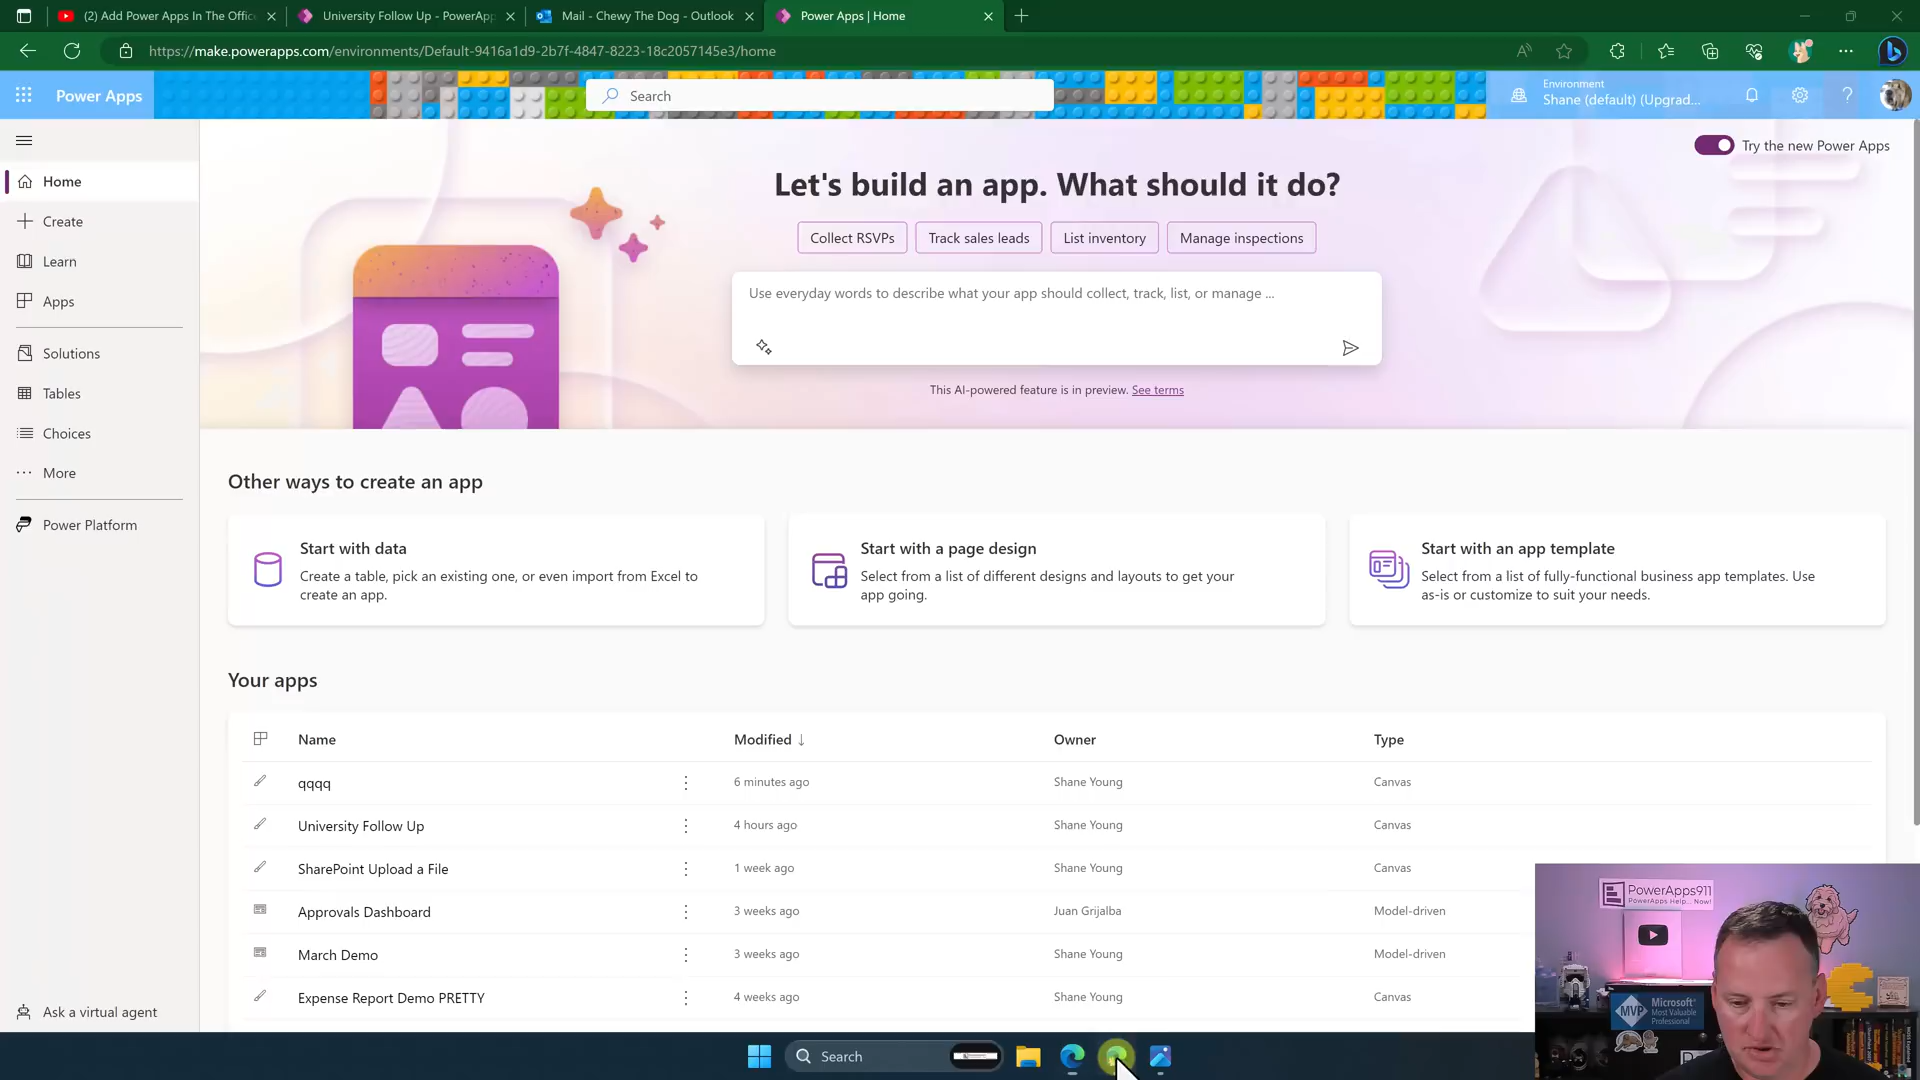 (2) Add Power Apps In The Office
University Follow Up - PowerApp
Mail - Chewy The Dog - Outlook
Power Apps | Home
https://make.powerapps.com/environments/Default-9416a1d9-2b7f-4847-8223-18c2057145e3/home
Power Apps
Search
Environment
Shane (default) (Upgrad...
Try the new Power Apps
Home
Create
Learn
Apps
Solutions
Tables
Choices
More
Power Platform
Ask a virtual agent
Let's build an app. What should it do?
Collect RSVPs
Track sales leads
List inventory
Manage inspections
Use everyday words to describe what your app should collect, track, list, or manage ...
This AI-powered feature is in preview. See terms
Other ways to create an app
Start with data
Create a table, pick an existing one, or even import from Excel to
create an app.
Start with a page design
Select from a list of different designs and layouts to get your
app going.
Start with an app template
Select from a list of fully-functional business app templates. Use
as-is or customize to suit your needs.
Your apps
Name Modified ↓ Owner Type
qqqq 6 minutes ago Shane Young Canvas
University Follow Up 4 hours ago Shane Young Canvas
SharePoint Upload a File 1 week ago Shane Young Canvas
Approvals Dashboard 3 weeks ago Juan Grijalba Model-driven
March Demo 3 weeks ago Shane Young Model-driven
Expense Report Demo PRETTY 4 weeks ago Shane Young Canvas
PowerApps911
PowerApps Help... Now!
MVP
Microsoft
Most Valuable
Professional
Search